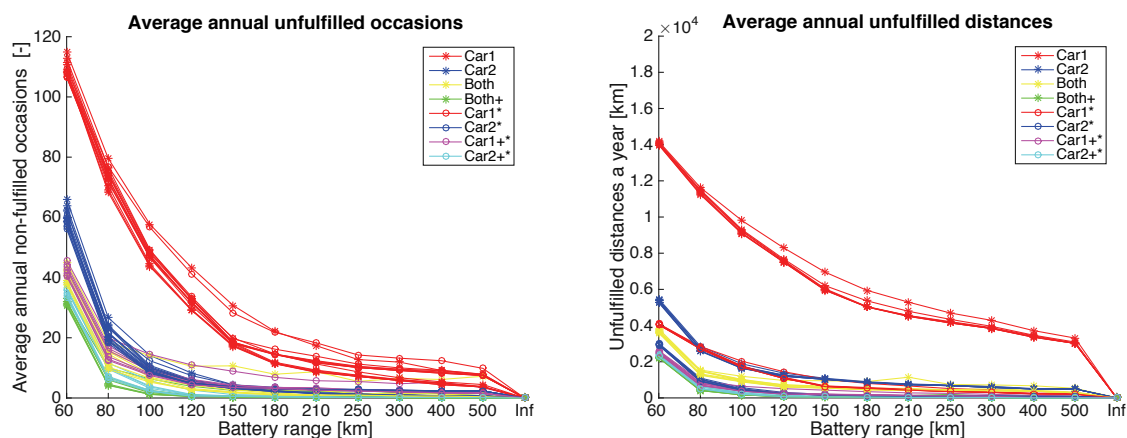 Average annual unfulfilled occasions
Average annual non-fulfilled occasions [-]
120
100
80
60
40
20
0
60 80 100 120 150 180 210 250 300 400 500 Inf
Battery range [km]
Car1
Car2
Both
Both+
Car1*
Car2*
Car1+*
Car2+*
Average annual unfulfilled distances
×10⁴
Unfulfilled distances a year [km]
2
1.8
1.6
1.4
1.2
1
0.8
0.6
0.4
0.2
0
60 80 100 120 150 180 210 250 300 400 500 Inf
Battery range [km]
Car1
Car2
Both
Both+
Car1*
Car2*
Car1+*
Car2+*